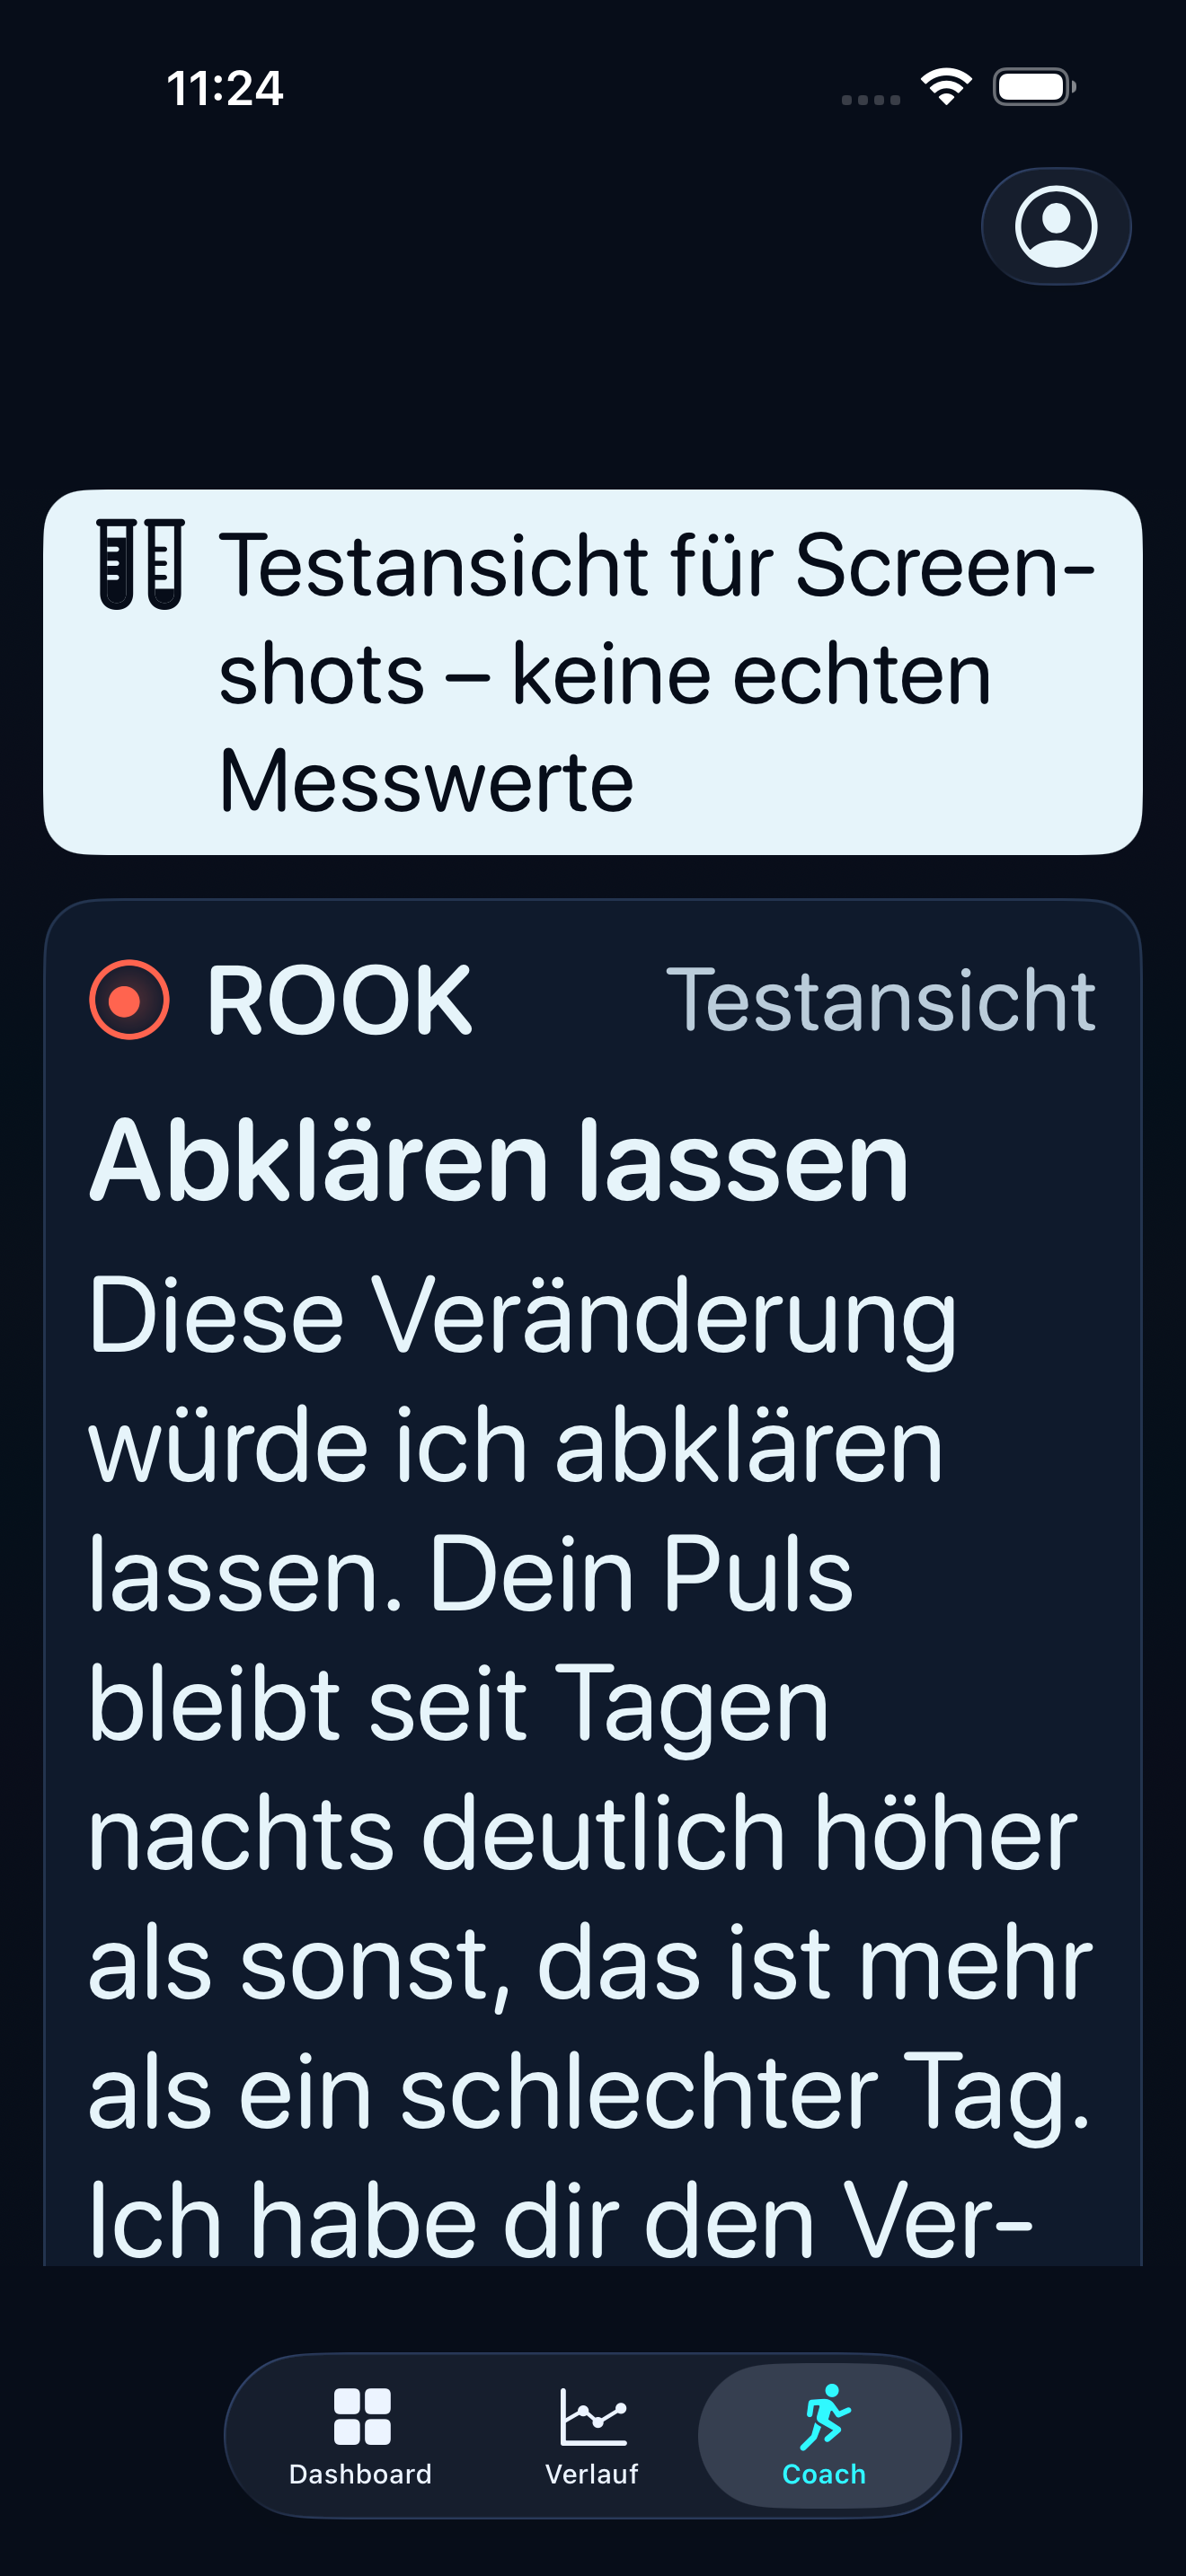 11:24
Testansicht für Screen-
shots – keine echten
Messwerte
ROOK Testansicht
Abklären lassen
Diese Veränderung
würde ich abklären
lassen. Dein Puls
bleibt seit Tagen
nachts deutlich höher
als sonst, das ist mehr
als ein schlechter Tag.
Ich habe dir den Ver-
Dashboard Verlauf Coach